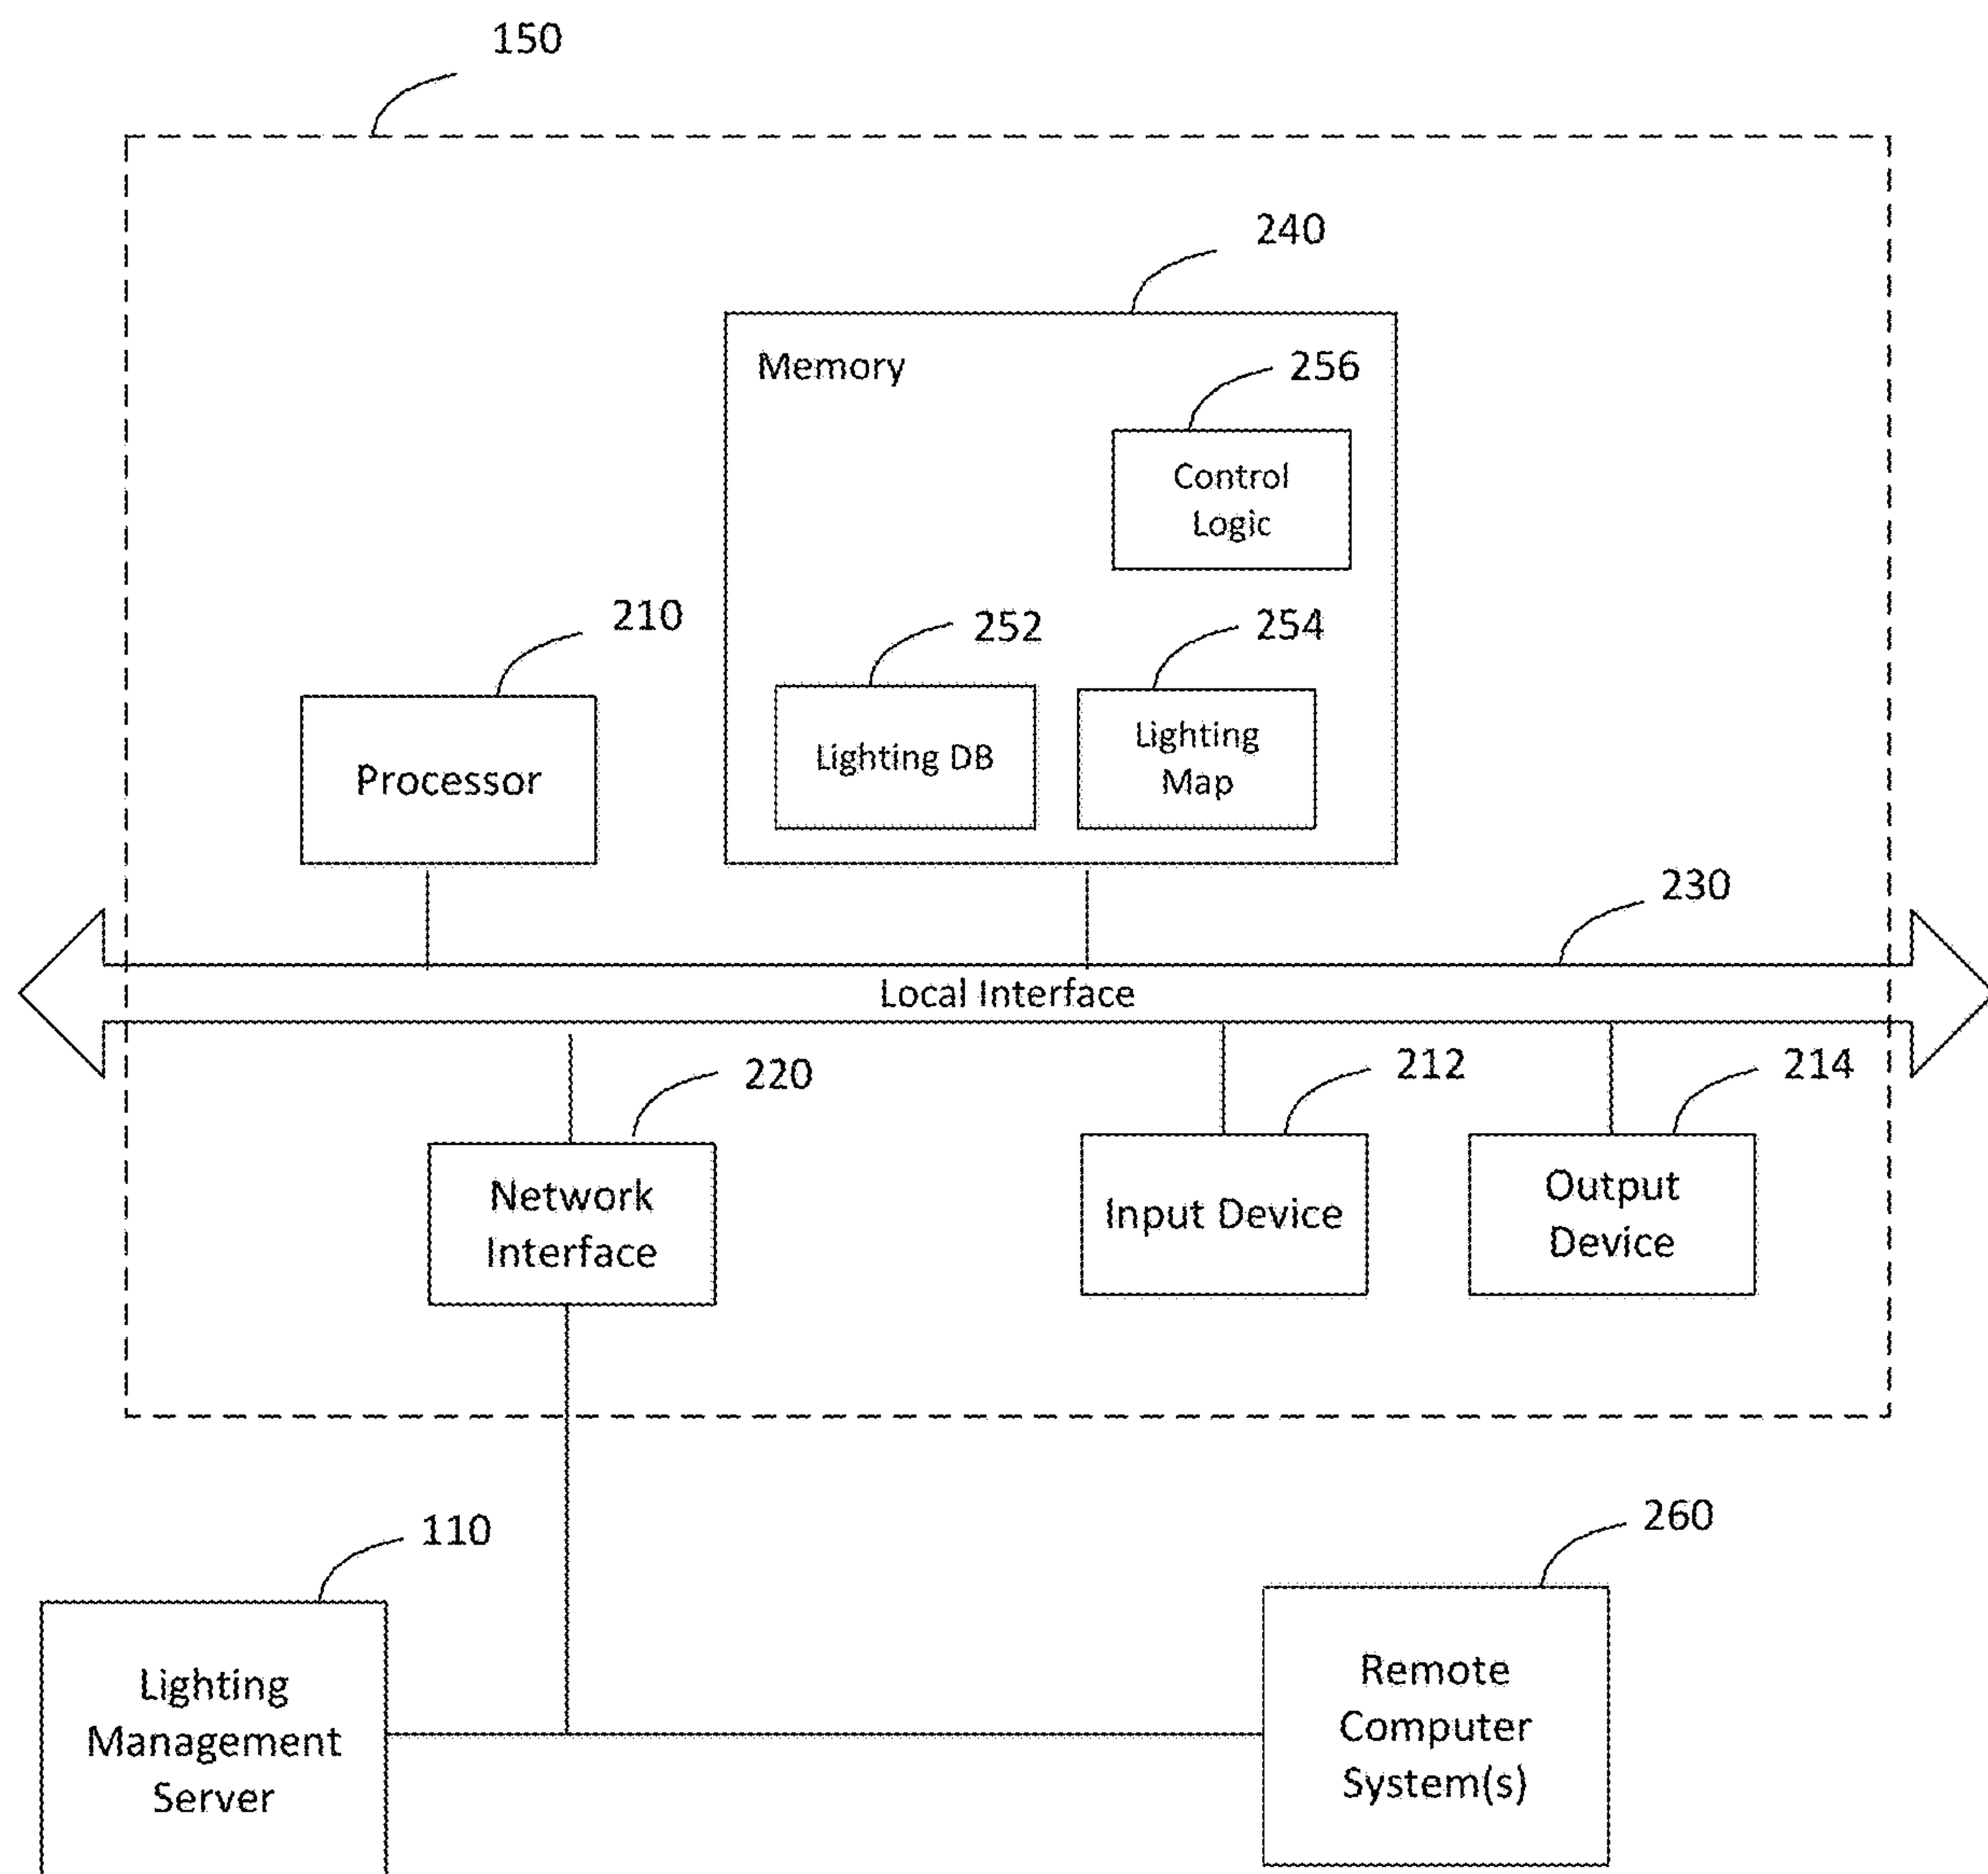 150
240
Memory
256
Control
Logic
210
252
254
Processor
Lighting DB
Lighting
Map
230
Local Interface
220
212
214
Network
Interface
Input Device
Output
Device
110
260
Lighting
Management
Server
Remote
Computer
System(s)